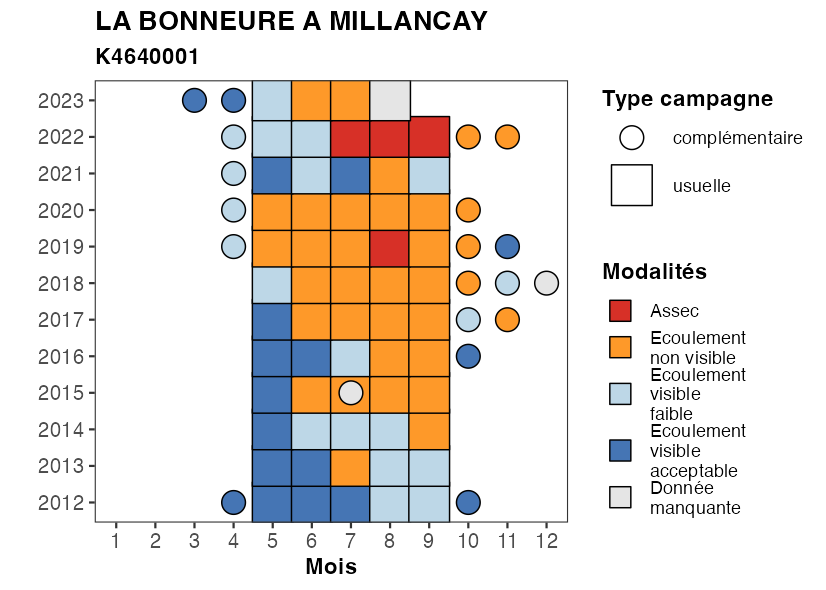 LA BONNEURE A MILLANCAY
K4640001
2023
2022
2021
2020
2019
2018
2017
2016
2015
2014
2013
2012
1 2 3 4 5 6 7 8 9 10 11 12
Mois
Type campagne
complémentaire
usuelle
Modalités
Assec
Ecoulement
non visible
Ecoulement
visible
faible
Ecoulement
visible
acceptable
Donnée
manquante